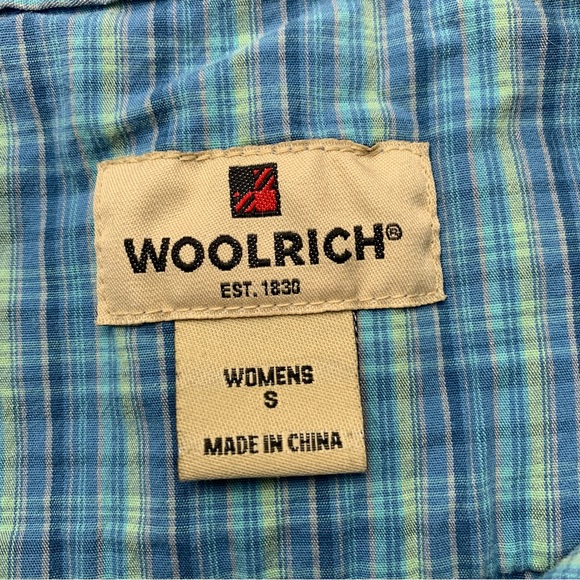 WOOLRICH®
EST. 1830
WOMENS
S
MADE IN CHINA